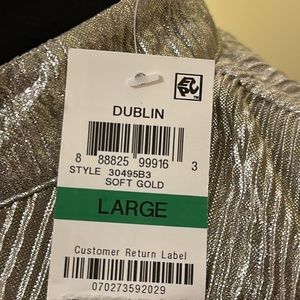 DUBLIN
8 88825 99916 3
STYLE 30495B3
SOFT GOLD
LARGE
Customer Return Label
070273592029